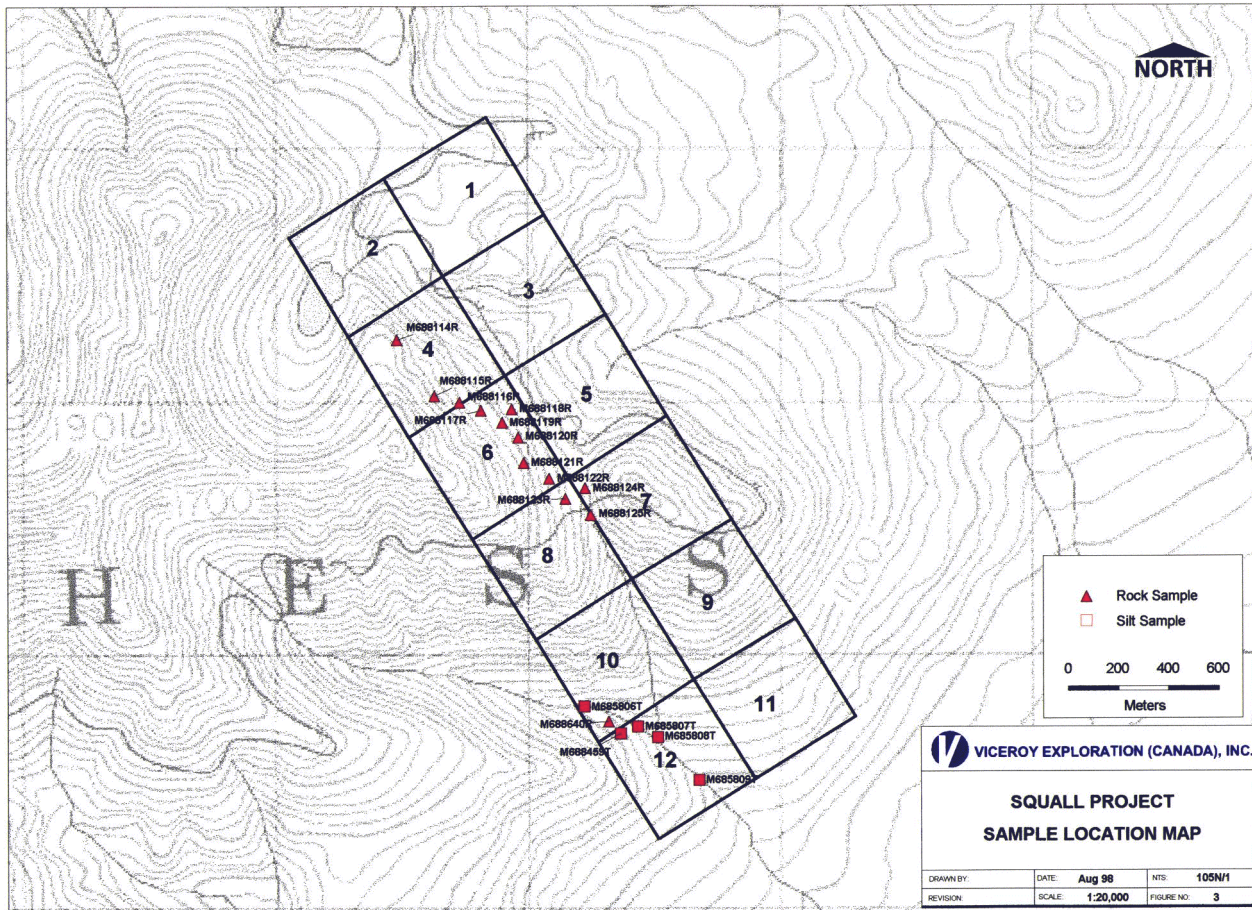 NORTH
1
2
3
M688114R
4
M688115R
5
M688116R
M688118R
M688117R
M688119R
M688120R
6
M688121R
M688122R
M688124R
M688123R
7
M688125R
8
H E S S
9
Rock Sample
Silt Sample
0 200 400 600
Meters
10
11
M685806T
M688640R
M685807T
M685808T
M688459T
12
M685809T
VICEROY EXPLORATION (CANADA), INC.
SQUALL PROJECT
SAMPLE LOCATION MAP
DRAWN BY: DATE: Aug 98 NTS: 105N/1
REVISION: SCALE: 1:20,000 FIGURE NO: 3